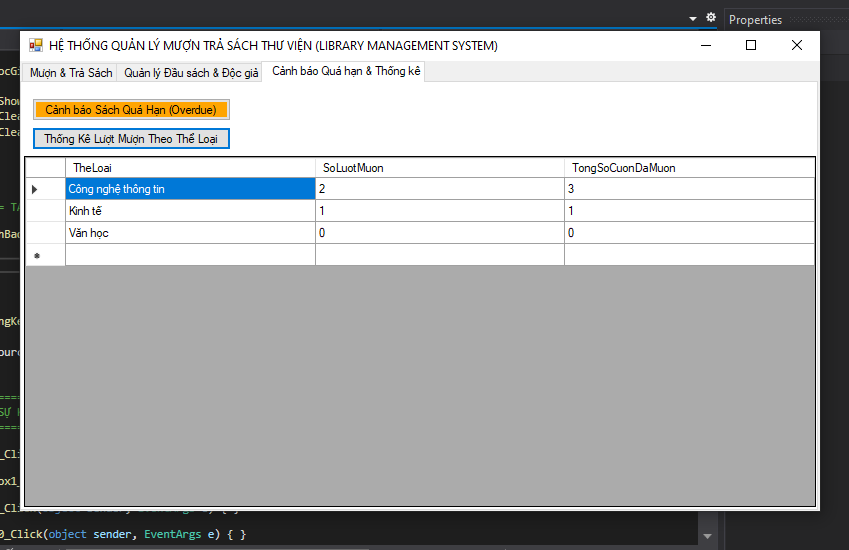 Properties
HỆ THỐNG QUẢN LÝ MƯỢN TRẢ SÁCH THƯ VIỆN (LIBRARY MANAGEMENT SYSTEM)
Mượn & Trả Sách Quản lý Đầu sách & Độc giả Cảnh báo Quá hạn & Thống kê
Cảnh báo Sách Quá Hạn (Overdue)
Thống Kê Lượt Mượn Theo Thể Loại
TheLoai SoLuotMuon TongSoCuonDaMuon
Công nghệ thông tin 2 3
Kinh tế 1 1
Văn học 0 0
0_Click(object sender, EventArgs e) { }